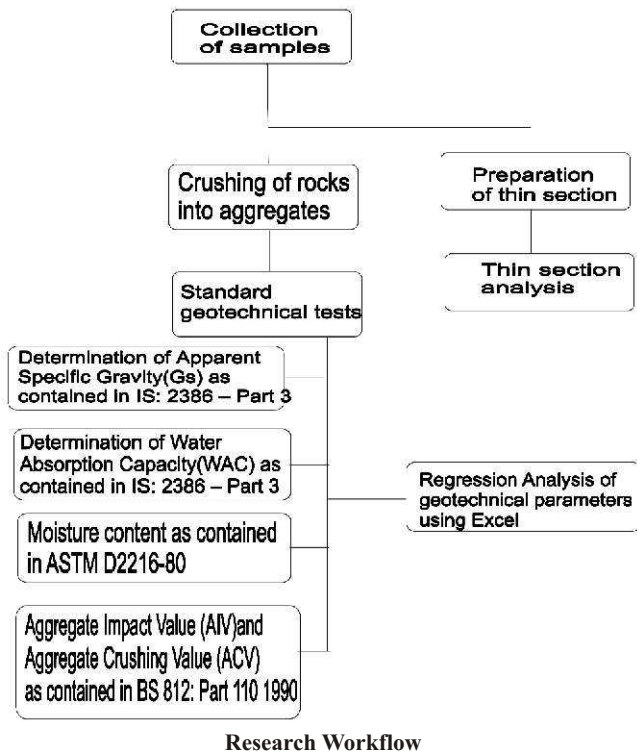 Collection
of samples
Crushing of rocks
into aggregates
Preparation
of thin section
Thin section
analysis
Standard
geotechnical tests
Determination of Apparent
Specific Gravity(Gs) as
contained in IS: 2386 – Part 3
Determination of Water
Absorption Capacity(WAC) as
contained in IS: 2386 – Part 3
Regression Analysis of
geotechnical parameters
using Excel
Moisture content as contained
in ASTM D2216-80
Aggregate Impact Value (AIV)and
Aggregate Crushing Value (ACV)
as contained in BS 812: Part 110 1990
Research Workflow